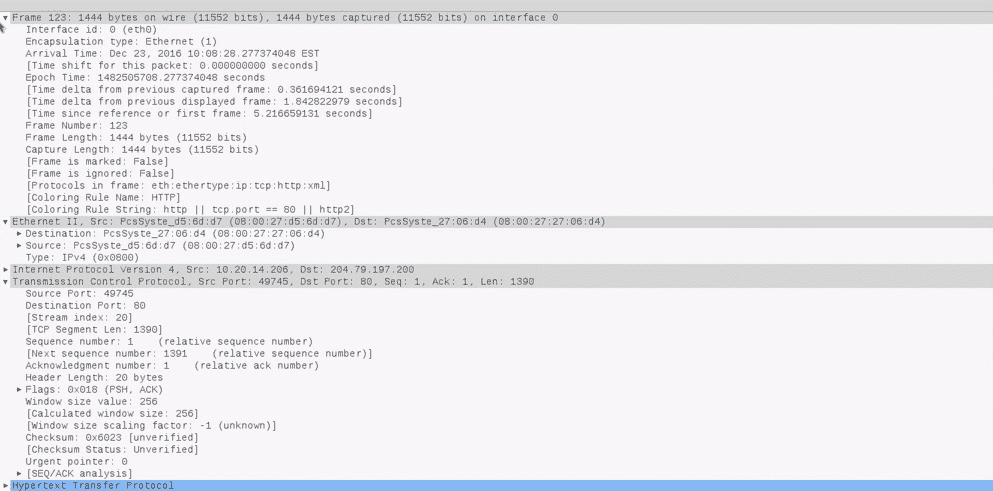 Frame 123: 1444 bytes on wire (11552 bits), 1444 bytes captured (11552 bits) on interface 0
Interface id: 0 (eth0)
Encapsulation type: Ethernet (1)
Arrival Time: Dec 23, 2016 10:08:28.277374048 EST
[Time shift for this packet: 0.000000000 seconds]
Epoch Time: 1482505708.277374048 seconds
[Time delta from previous captured frame: 0.361694121 seconds]
[Time delta from previous displayed frame: 1.842822979 seconds]
[Time since reference or first frame: 5.216659131 seconds]
Frame Number: 123
Frame Length: 1444 bytes (11552 bits)
Capture Length: 1444 bytes (11552 bits)
[Frame is marked: False]
[Frame is ignored: False]
[Protocols in frame: eth:ethertype:ip:tcp:http:xml]
[Coloring Rule Name: HTTP]
[Coloring Rule String: http || tcp.port == 80 || http2]
Ethernet II, Src: PcsSyste_d5:6d:d7 (08:00:27:d5:6d:d7), Dst: PcsSyste_27:06:d4 (08:00:27:27:06:d4)
Destination: PcsSyste_27:06:d4 (08:00:27:27:06:d4)
Source: PcsSyste_d5:6d:d7 (08:00:27:d5:6d:d7)
Type: IPv4 (0x0800)
Internet Protocol Version 4, Src: 10.20.14.206, Dst: 204.79.197.200
Transmission Control Protocol, Src Port: 49745, Dst Port: 80, Seq: 1, Ack: 1, Len: 1390
Source Port: 49745
Destination Port: 80
[Stream index: 20]
[TCP Segment Len: 1390]
Sequence number: 1    (relative sequence number)
[Next sequence number: 1391    (relative sequence number)]
Acknowledgment number: 1    (relative ack number)
Header Length: 20 bytes
Flags: 0x018 (PSH, ACK)
Window size value: 256
[Calculated window size: 256]
[Window size scaling factor: -1 (unknown)]
Checksum: 0x6023 [unverified]
[Checksum Status: Unverified]
Urgent pointer: 0
[SEQ/ACK analysis]
Hypertext Transfer Protocol